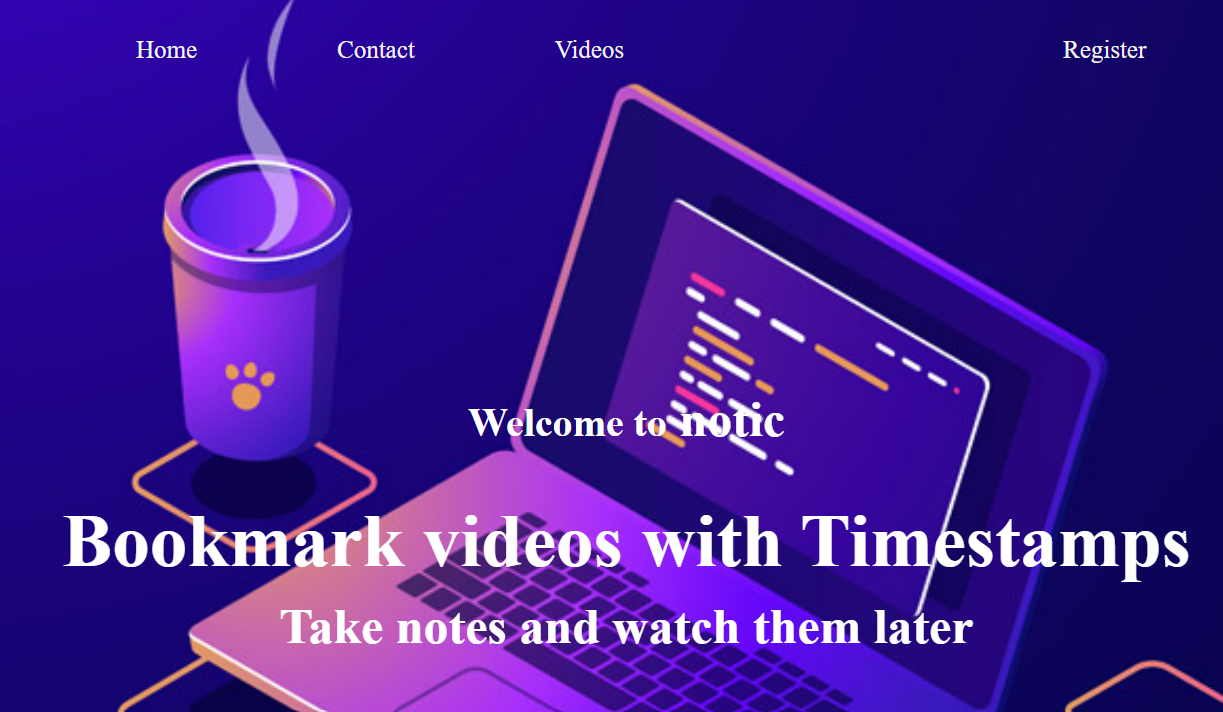 Home Contact Videos Register
Welcome to notic
Bookmark videos with Timestamps
Take notes and watch them later